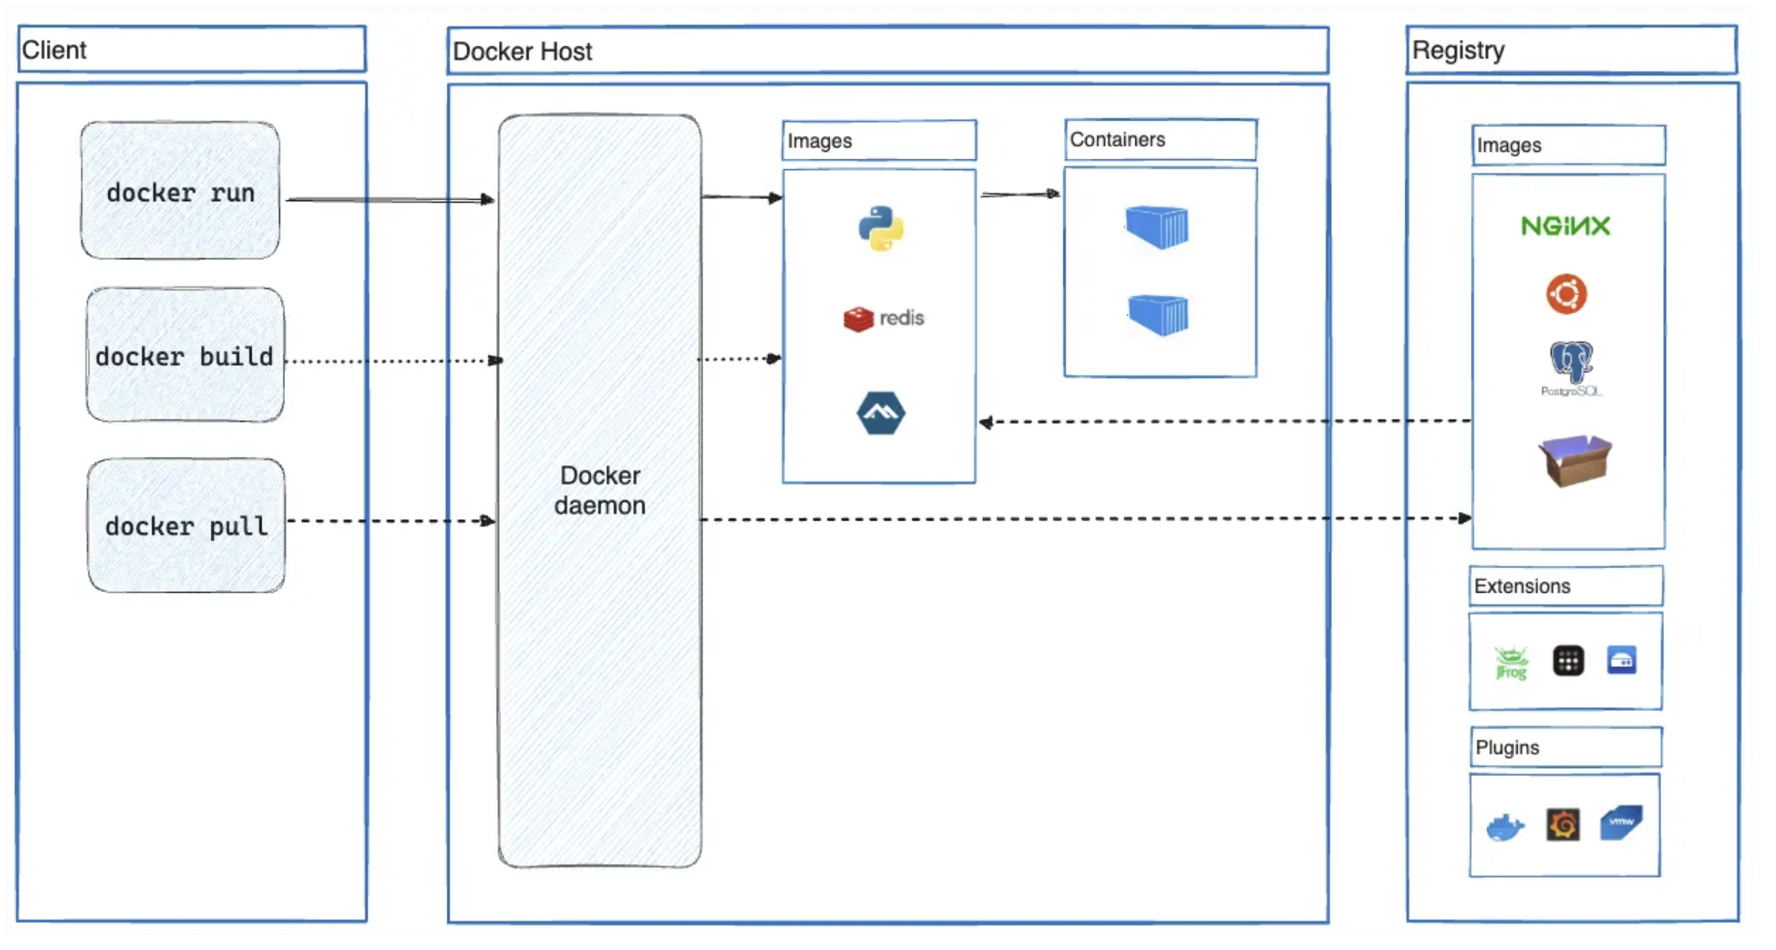 Client
docker run
docker build
docker pull
Docker Host
Docker
daemon
Images
redis
Containers
Registry
Images
NGINX
PostgreSQL
Extensions
JFrog
Plugins
vmw